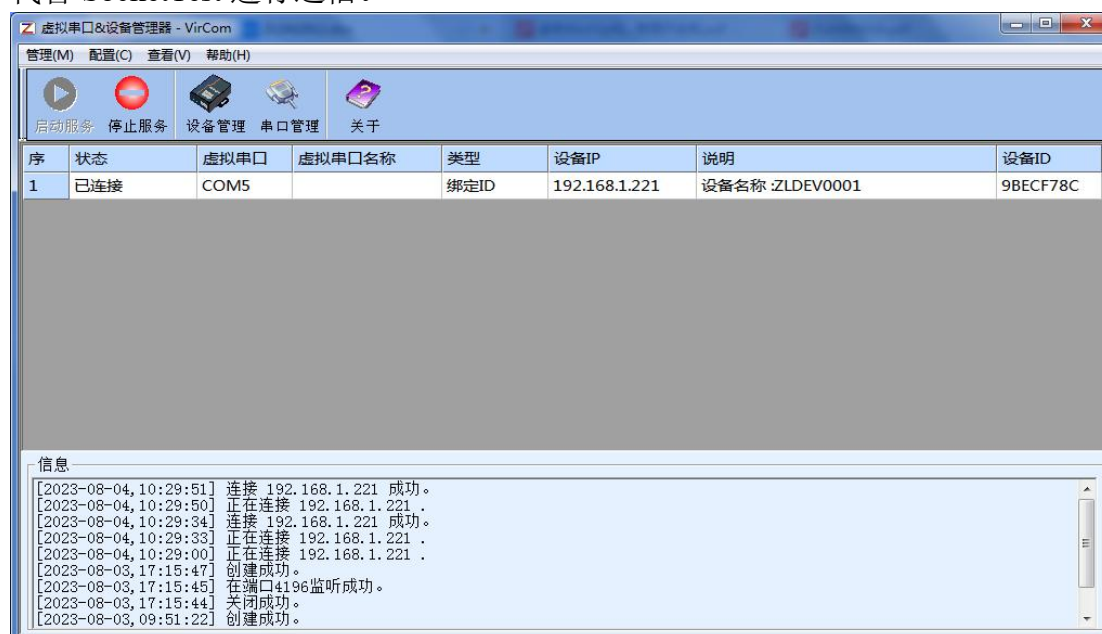 虚拟串口&设备管理器 - VirCom
管理(M) 配置(C) 查看(V) 帮助(H)
启动服务 停止服务 设备管理 串口管理 关于
序 状态 虚拟串口 虚拟串口名称 类型 设备IP 说明 设备ID
1 已连接 COM5 绑定ID 192.168.1.221 设备名称 :ZLDEV0001 9BECF78C
信息
[2023-08-04,10:29:51] 连接 192.168.1.221 成功。
[2023-08-04,10:29:50] 正在连接 192.168.1.221 .
[2023-08-04,10:29:34] 连接 192.168.1.221 成功。
[2023-08-04,10:29:33] 正在连接 192.168.1.221 .
[2023-08-04,10:29:00] 正在连接 192.168.1.221 .
[2023-08-03,17:15:47] 创建成功。
[2023-08-03,17:15:45] 在端口4196监听成功。
[2023-08-03,17:15:44] 关闭成功。
[2023-08-03,09:51:22] 创建成功。